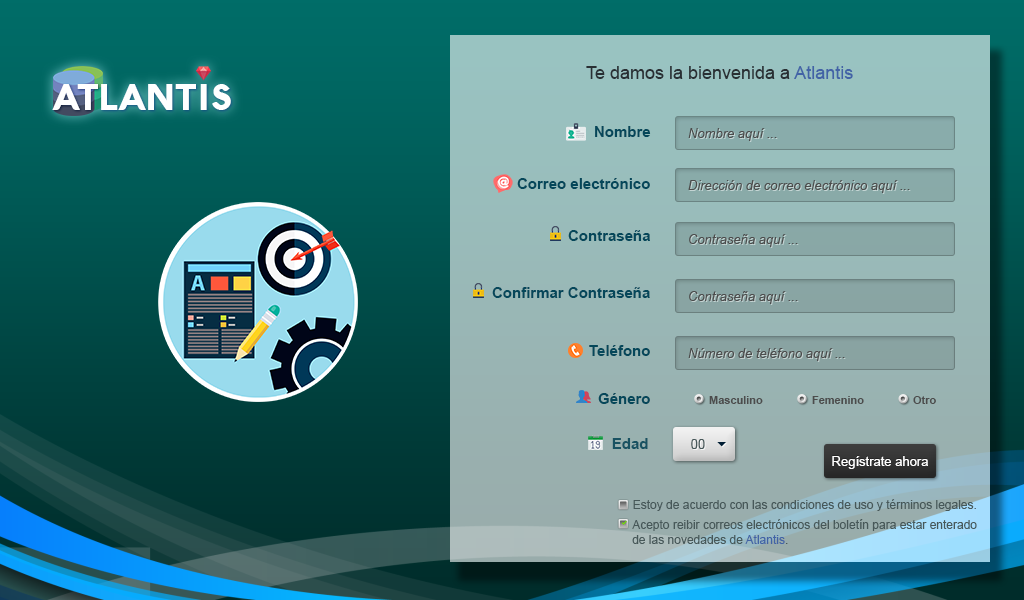 ATLANTIS
Te damos la bienvenida a Atlantis
Nombre
Nombre aquí ...
Correo electrónico
Dirección de correo electrónico aquí ...
Contraseña
Contraseña aquí ...
Confirmar Contraseña
Contraseña aquí ...
Teléfono
Número de teléfono aquí ...
Género
Masculino
Femenino
Otro
19
Edad
00
Regístrate ahora
Estoy de acuerdo con las condiciones de uso y términos legales.
Acepto reibir correos electrónicos del boletín para estar enterado
de las novedades de Atlantis.
A